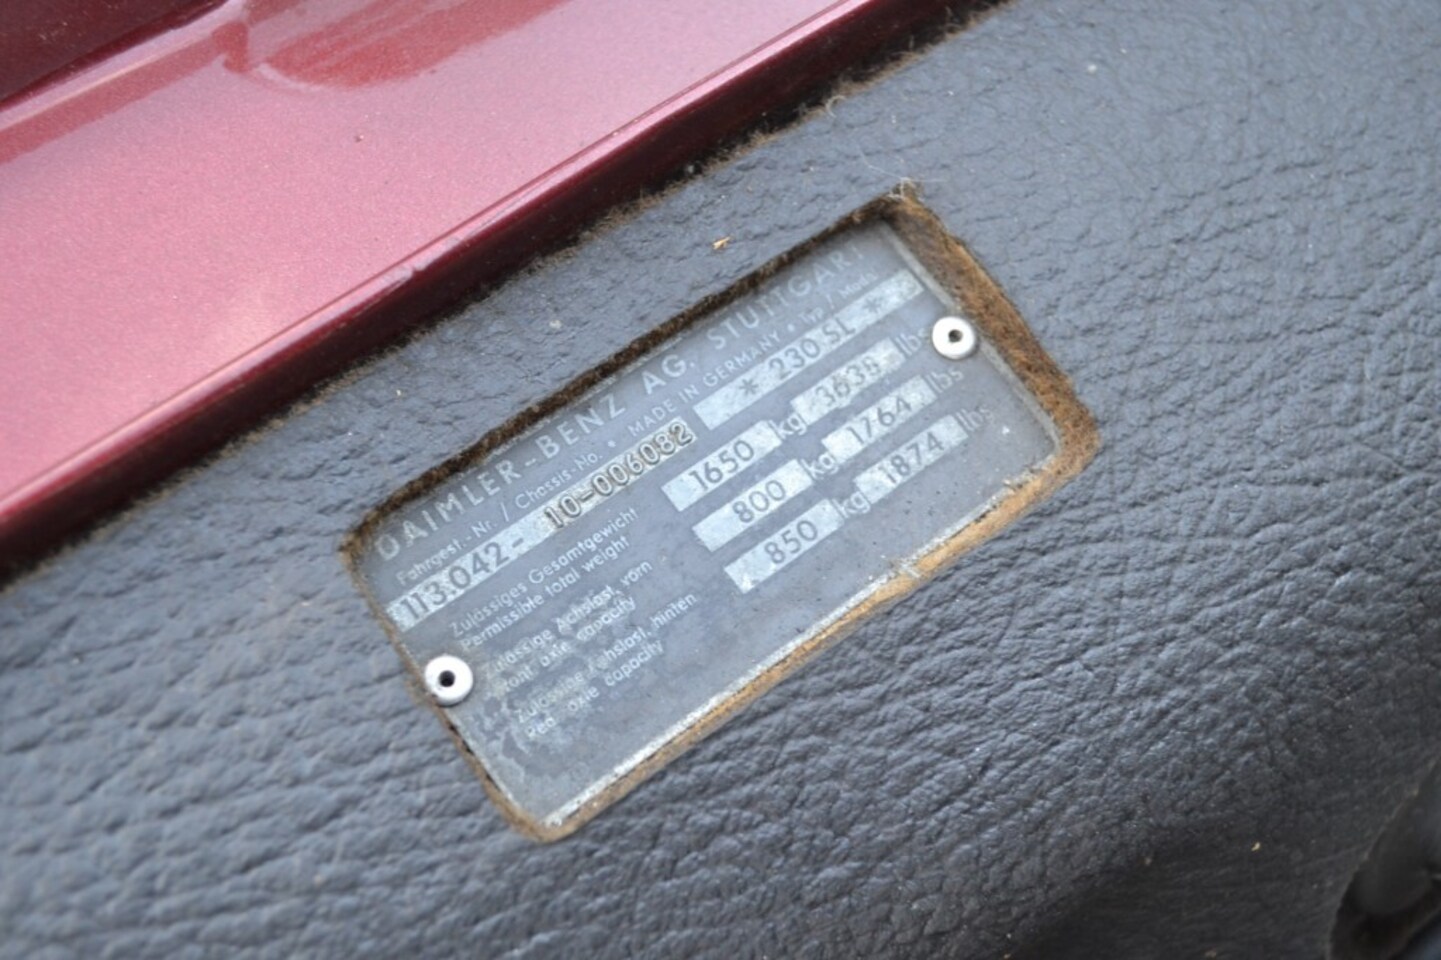 DAIMLER-BENZ AG. STUTTGART
Fahrgest.-Nr. / Chassis-No. • MADE IN GERMANY • Typ / Model
113.042 - 10-006082 * 230 SL *
Zulässiges Gesamtgewicht
Permissible total weight 1650 kg 3638 lbs
Zulässige Achslast, vorn
Front axle capacity 800 kg 1764 lbs
Zulässige Achslast, hinten
Rear axle capacity 850 kg 1874 lbs